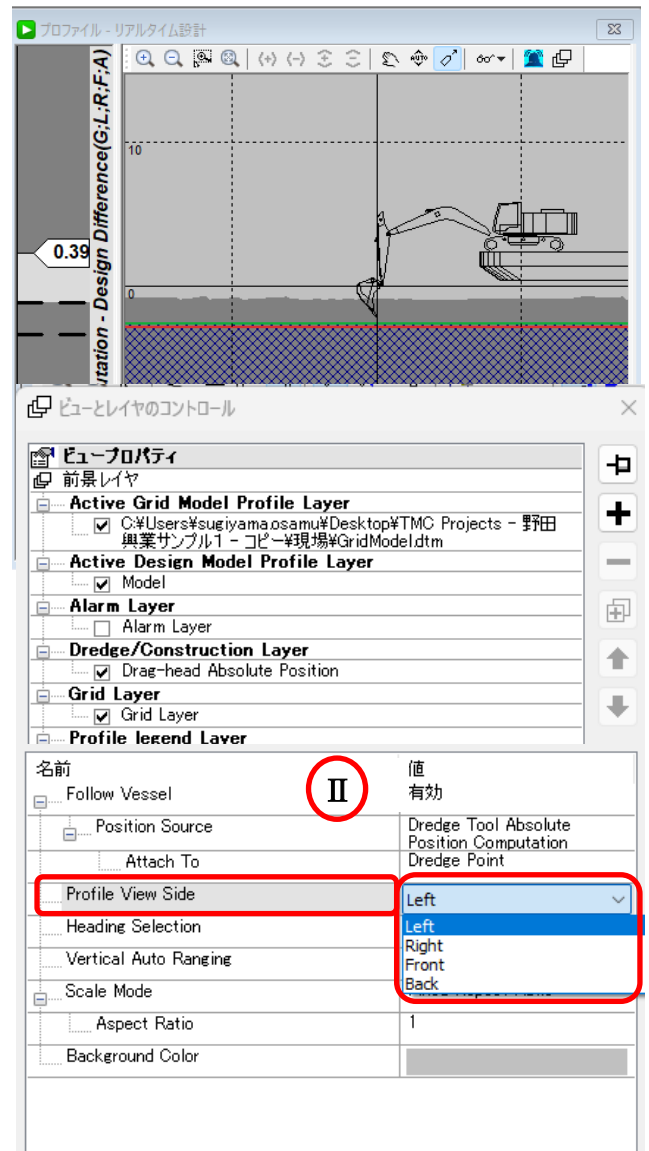 プロファイル - リアルタイム設計
AUTO
10
0
0.39
utation - Design Difference(G;L;R;F;A)
ビューとレイヤのコントロール
ビュープロパティ
前景レイヤ
Active Grid Model Profile Layer
C:¥Users¥sugiyama.osamu¥Desktop¥TMC Projects - 野田
興業サンプル1 - コピー¥現場¥GridModel.dtm
Active Design Model Profile Layer
Model
Alarm Layer
Alarm Layer
Dredge/Construction Layer
Drag-head Absolute Position
Grid Layer
Grid Layer
Profile legend Layer
名前 値
Follow Vessel 有効
Ⅱ
Position Source Dredge Tool Absolute
Position Computation
Attach To Dredge Point
Profile View Side Left
Heading Selection Left
Right
Vertical Auto Ranging Front
Scale Mode Back
Aspect Ratio 1
Background Color